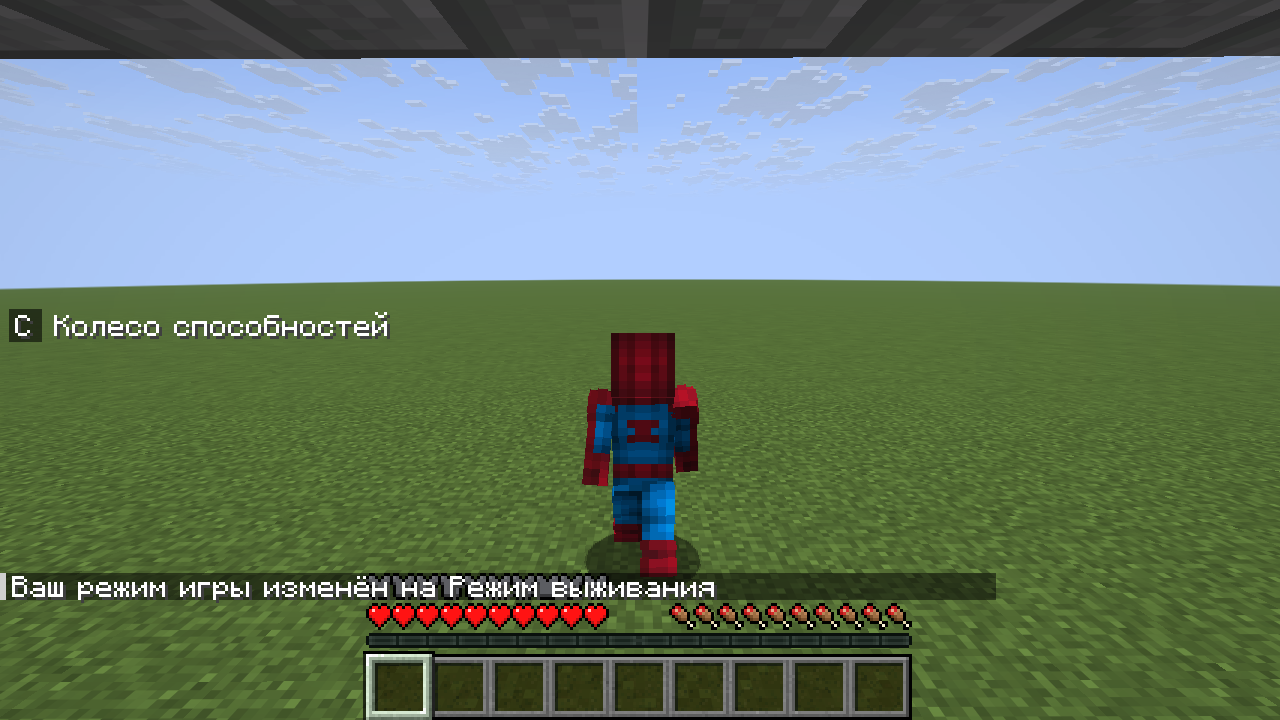 C Колесо способностей
Ваш режим игры изменён на Режим выживания